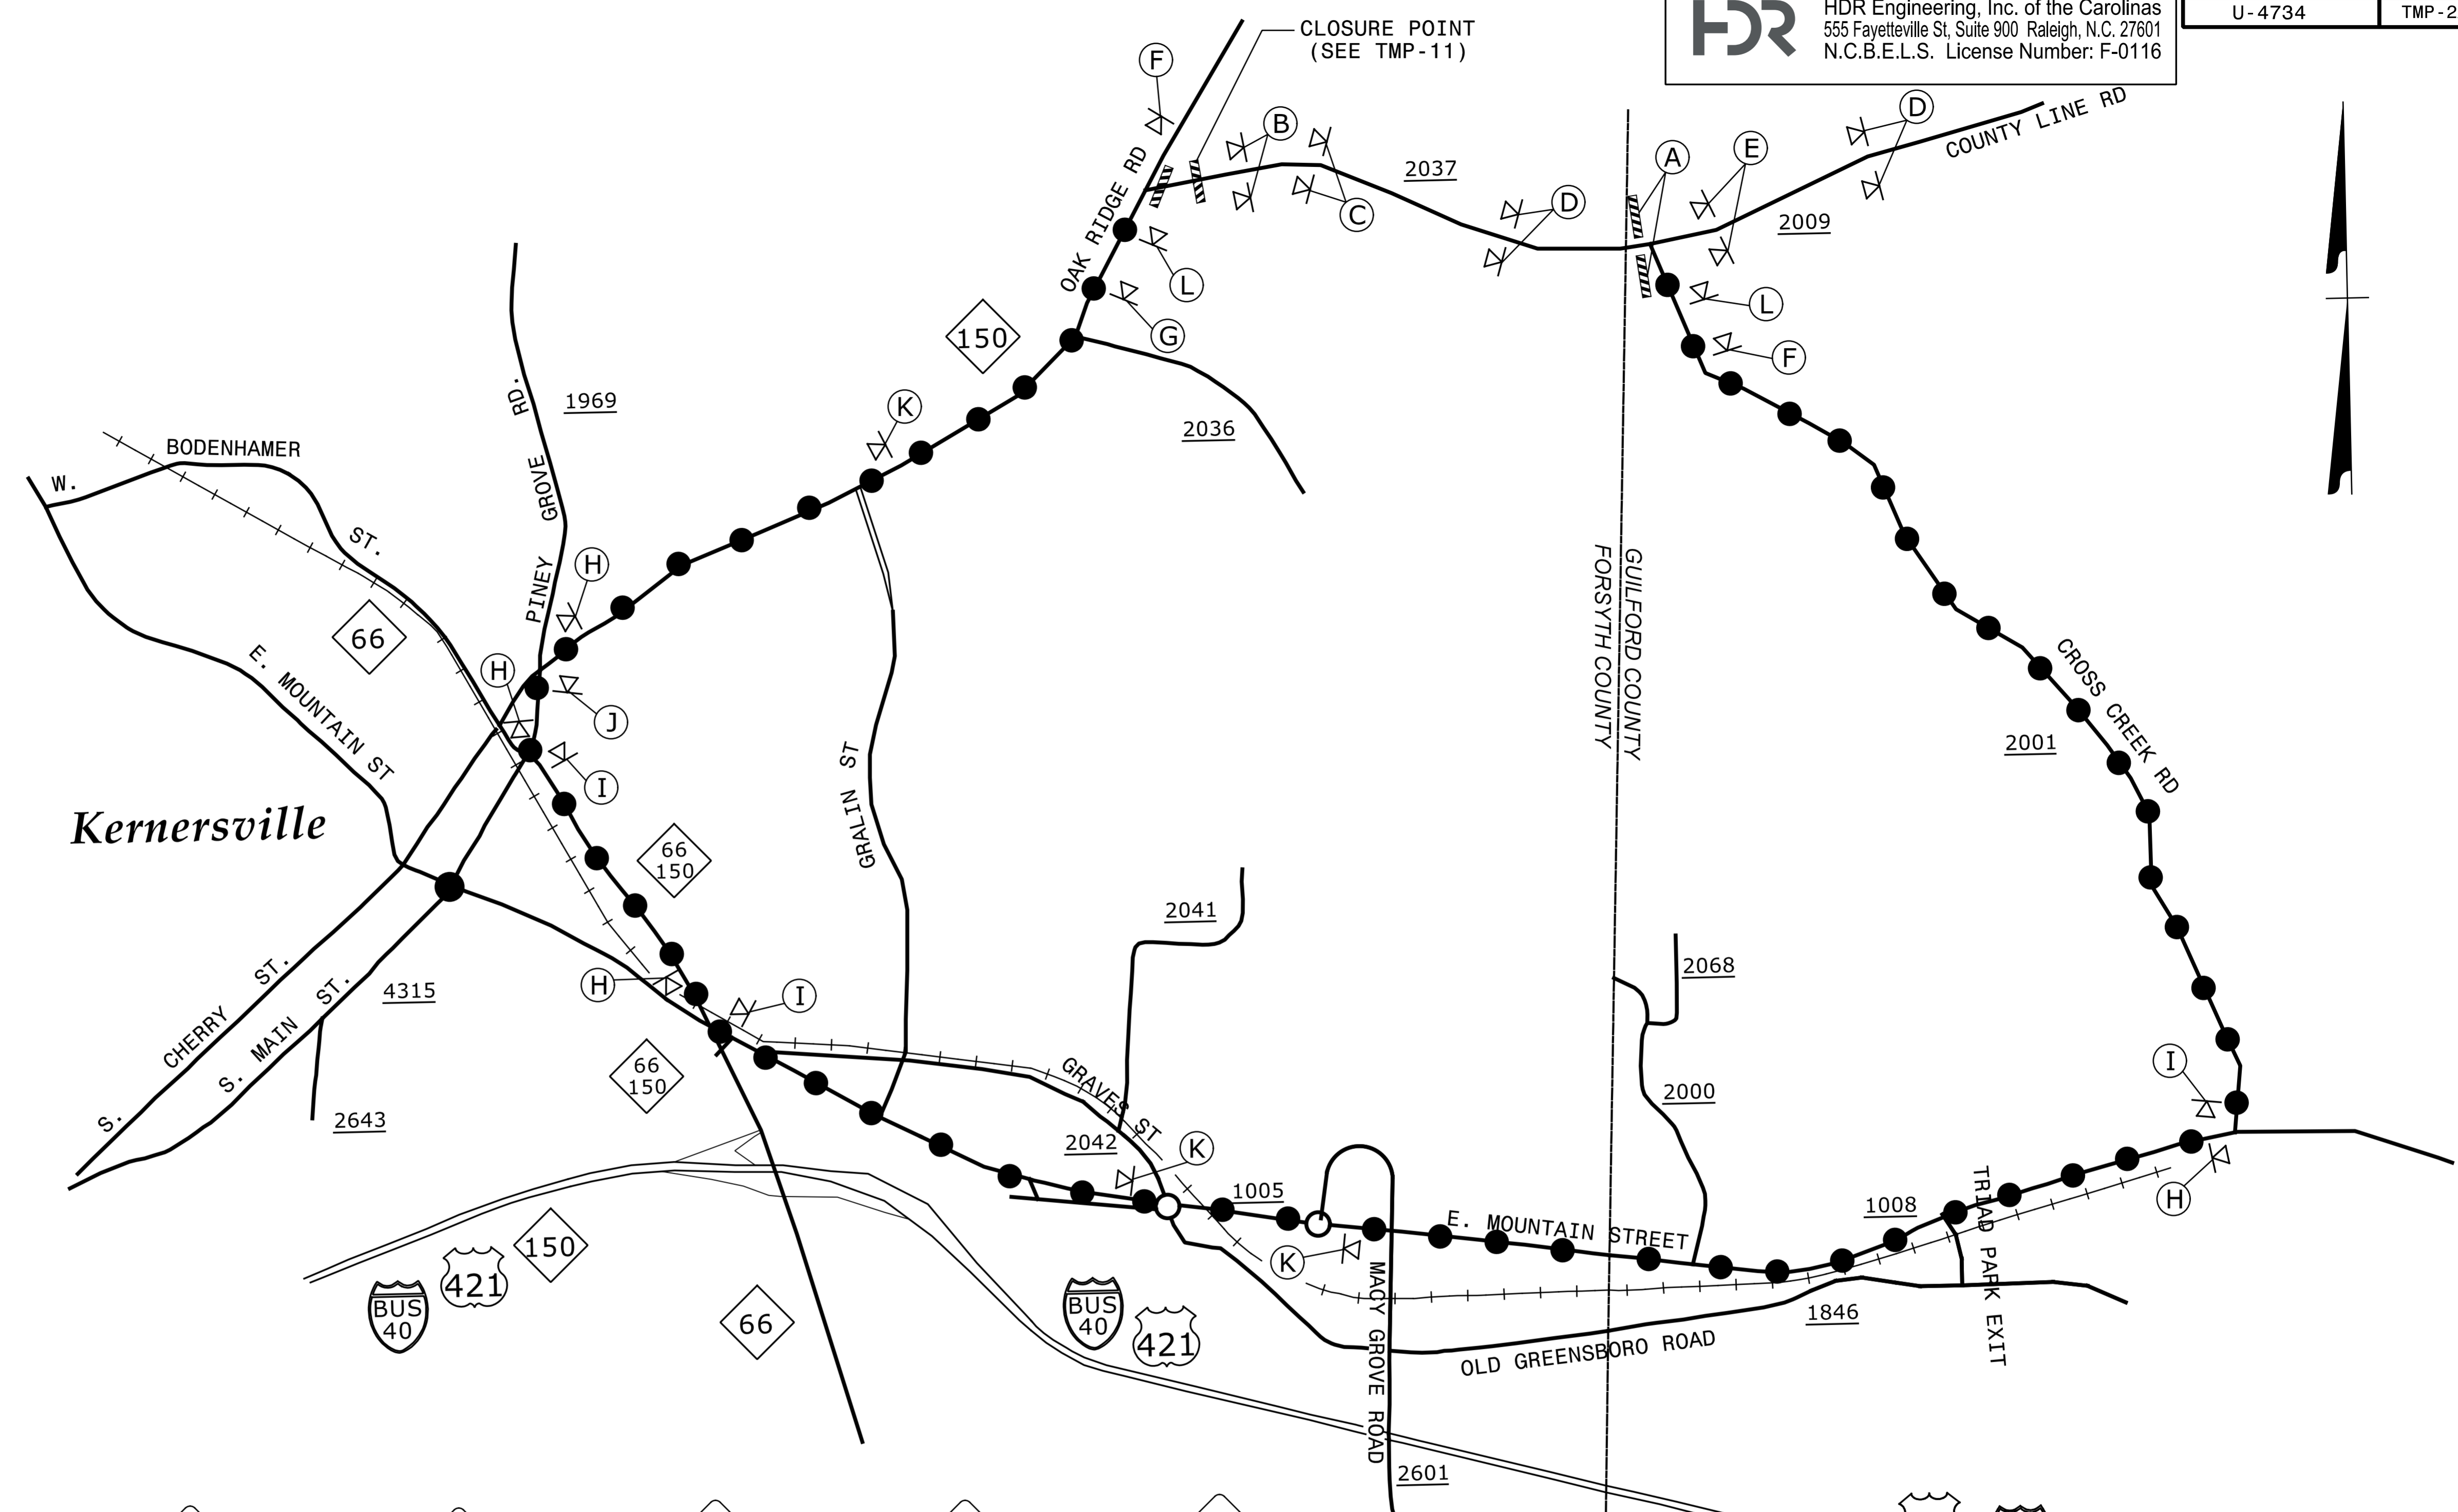 HDR
HDR Engineering, Inc. of the Carolinas
555 Fayetteville St, Suite 900 Raleigh, N.C. 27601
N.C.B.E.L.S. License Number: F-0116
U-4734
TMP-2
CLOSURE POINT
(SEE TMP-11)
F
B
C
2037
D
A
E
D
COUNTY LINE RD
2009
OAK RIDGE RD
L
G
150
L
F
1969
K
2036
W. BODENHAMER ST.
PINEY GROVE RD.
H
66
H
FORSYTH COUNTY
GUILFORD COUNTY
E. MOUNTAIN ST
J
CROSS CREEK RD
2001
I
GRALIN ST
Kernersville
66
150
2041
2068
H
I
4315
S. CHERRY ST.
S. MAIN ST.
66
150
GRAVES ST
I
2000
2643
2042
K
1005
E. MOUNTAIN STREET
1008
H
TRIAD PARK EXIT
150
421
BUS
40
K
BUS
40
421
66
MACY GROVE ROAD
1846
OLD GREENSBORO ROAD
2601